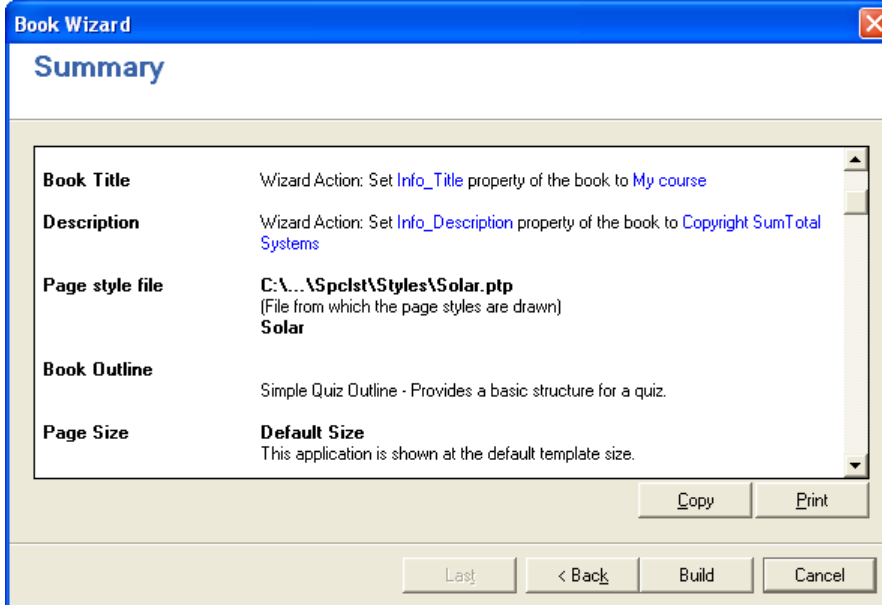 Book Wizard
Summary
Book Title Wizard Action: Set Info_Title property of the book to My course
Description Wizard Action: Set Info_Description property of the book to Copyright SumTotal
Systems
Page style file C:\...\Spclst\Styles\Solar.ptp
(File from which the page styles are drawn)
Solar
Book Outline
Simple Quiz Outline - Provides a basic structure for a quiz.
Page Size Default Size
This application is shown at the default template size.
Copy Print
Last < Back Build Cancel